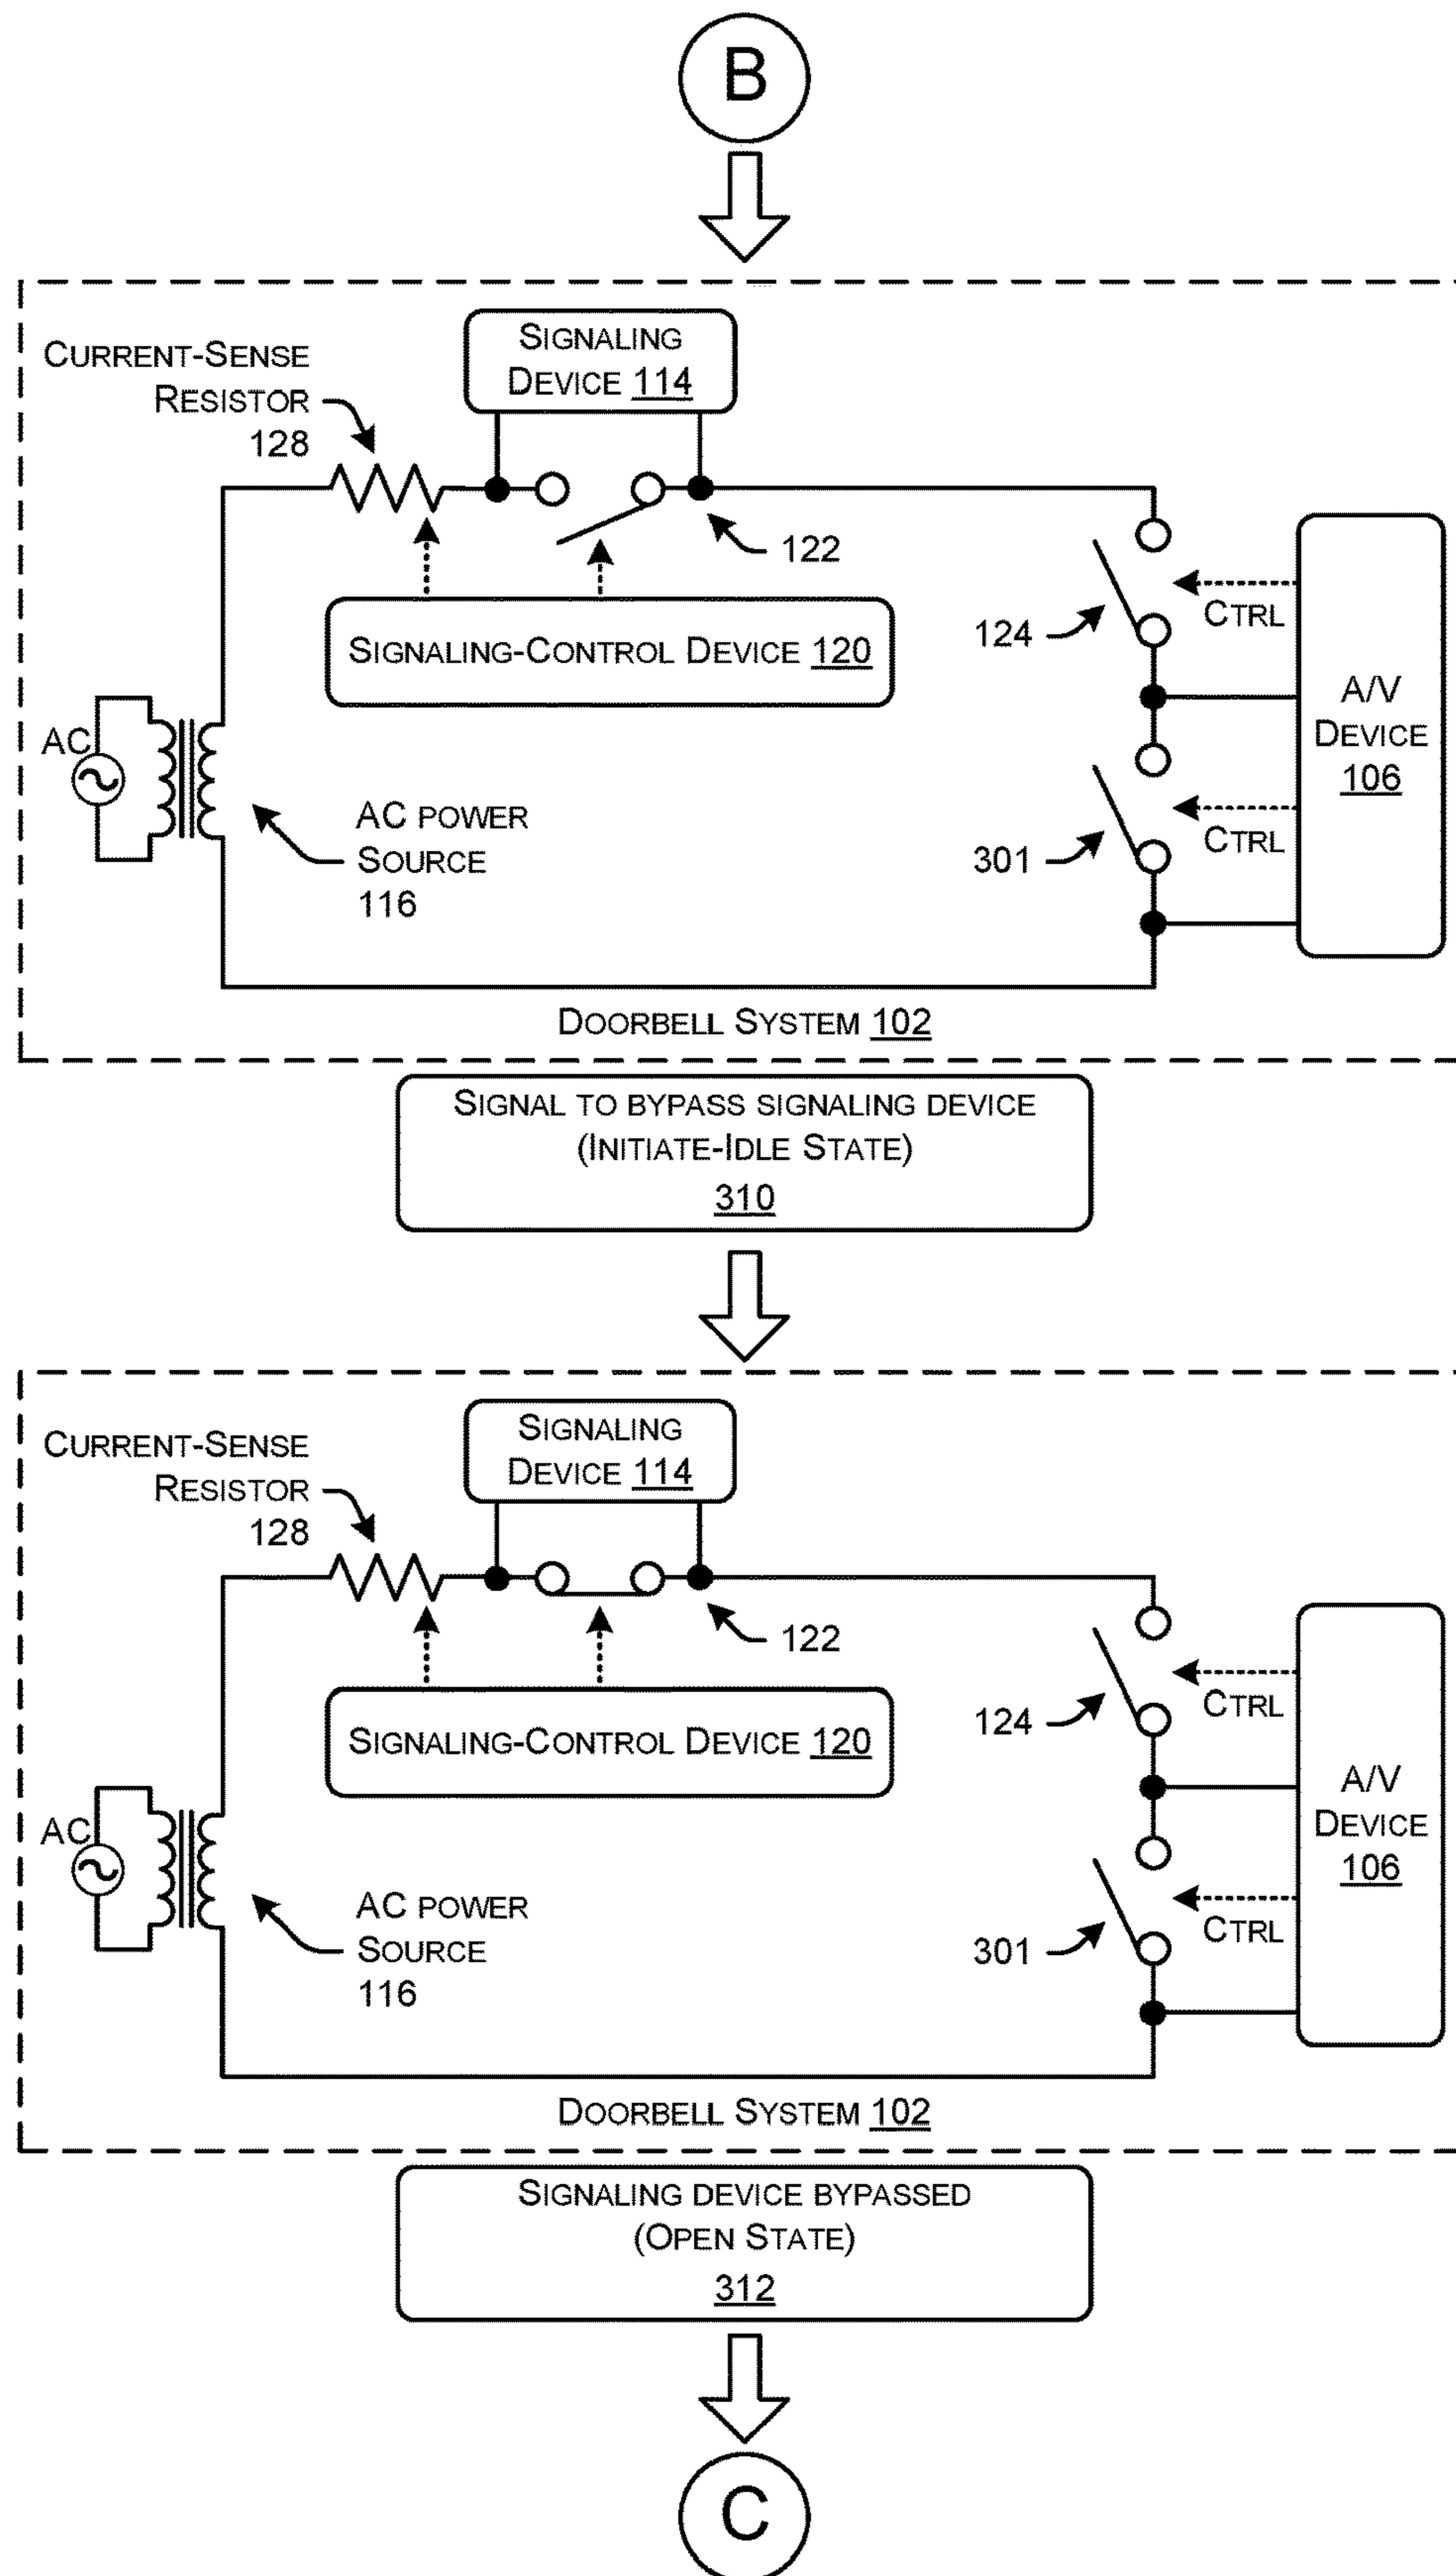 B
SIGNALING
DEVICE 114
CURRENT-SENSE
RESISTOR
128
122
SIGNALING-CONTROL DEVICE 120
124
CTRL
A/V
DEVICE
106
AC
AC POWER
SOURCE
116
301
CTRL
DOORBELL SYSTEM 102
SIGNAL TO BYPASS SIGNALING DEVICE
(INITIATE-IDLE STATE)
310
SIGNALING
DEVICE 114
CURRENT-SENSE
RESISTOR
128
122
SIGNALING-CONTROL DEVICE 120
124
CTRL
A/V
DEVICE
106
AC
AC POWER
SOURCE
116
301
CTRL
DOORBELL SYSTEM 102
SIGNALING DEVICE BYPASSED
(OPEN STATE)
312
C